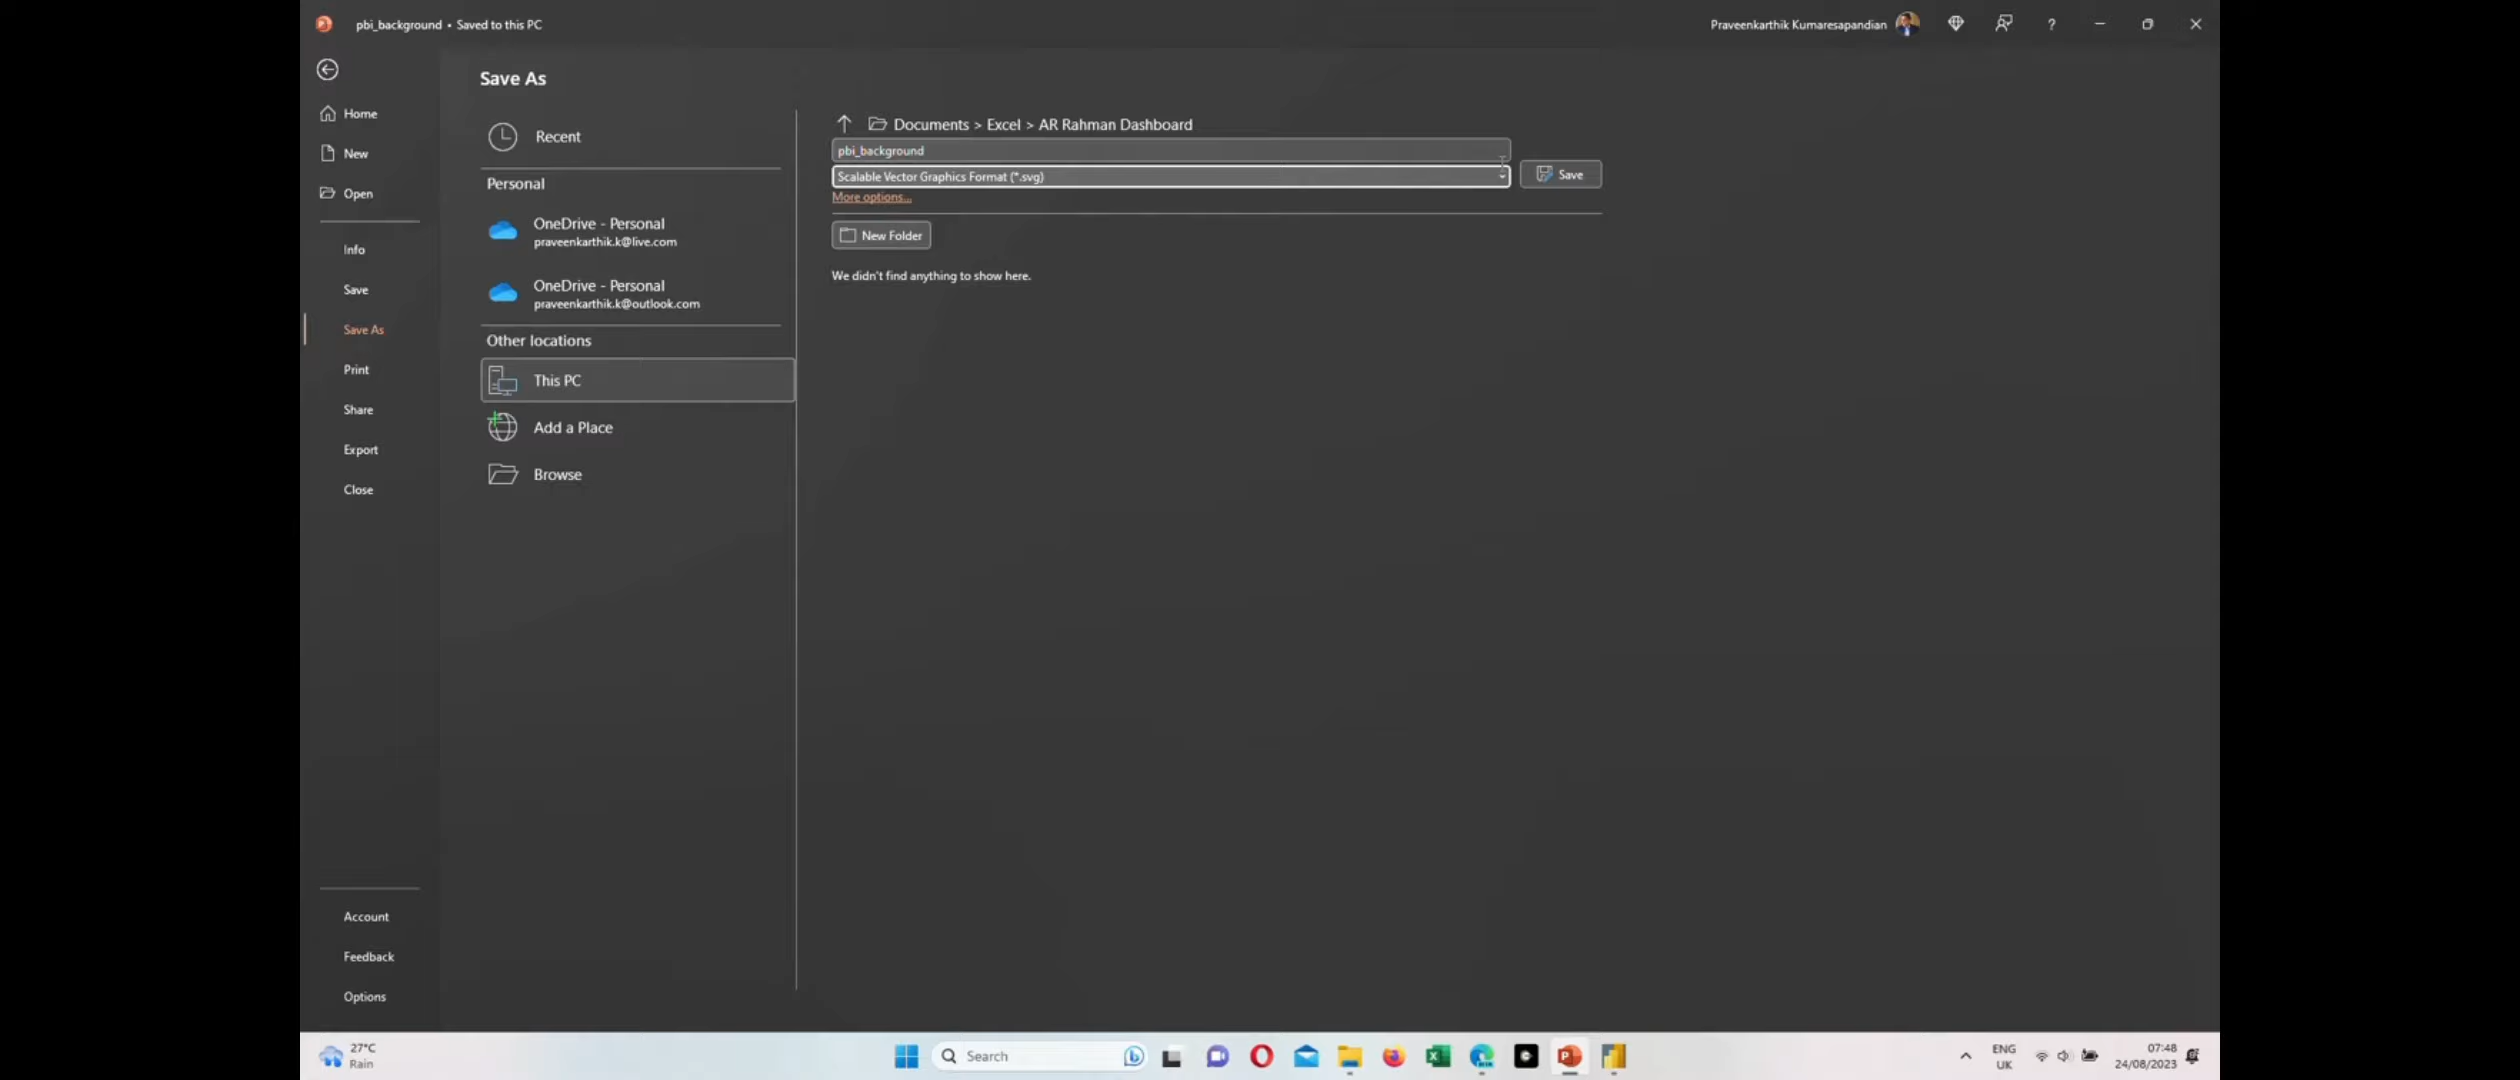 pbi_background • Saved to this PC
Praveenkarthik Kumaresapandian
?
Home
New
Open
Info
Save
Save As
Print
Share
Export
Close
Account
Feedback
Options
Save As
Recent
Personal
OneDrive - Personal
praveenkarthik.k@live.com
OneDrive - Personal
praveenkarthik.k@outlook.com
Other locations
This PC
Add a Place
Browse
Documents > Excel > AR Rahman Dashboard
pbi_background
Scalable Vector Graphics Format (*.svg)
Save
More options...
New Folder
We didn't find anything to show here.
27°C
Rain
Search
ENG
UK
07:48
24/08/2023